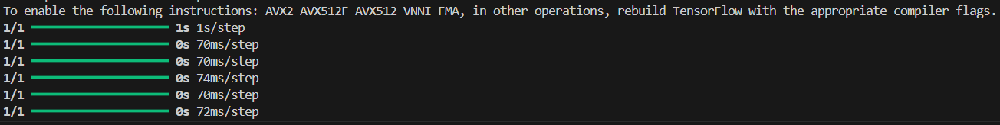 To enable the following instructions: AVX2 AVX512F AVX512_VNNI FMA, in other operations, rebuild TensorFlow with the appropriate compiler flags.
1/1 ━━━━━━━━━━━━━━━━━━━━ 1s 1s/step
1/1 ━━━━━━━━━━━━━━━━━━━━ 0s 70ms/step
1/1 ━━━━━━━━━━━━━━━━━━━━ 0s 70ms/step
1/1 ━━━━━━━━━━━━━━━━━━━━ 0s 74ms/step
1/1 ━━━━━━━━━━━━━━━━━━━━ 0s 70ms/step
1/1 ━━━━━━━━━━━━━━━━━━━━ 0s 72ms/step